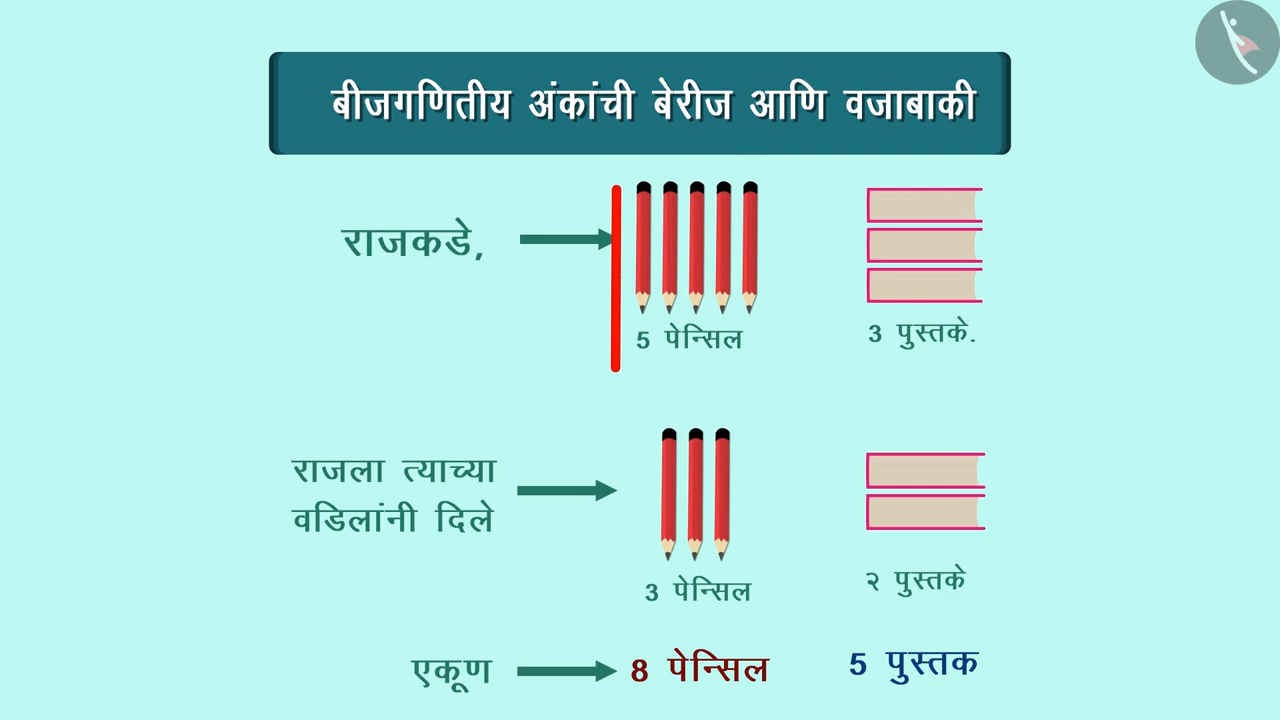 बीजगणितीय अंकांची बेरीज आणि वजाबाकी
राजकडे,
5 पेन्सिल
3 पुस्तके.
राजला त्याच्या
वडिलांनी दिले
3 पेन्सिल
२ पुस्तके
एकूण
8 पेन्सिल
5 पुस्तक